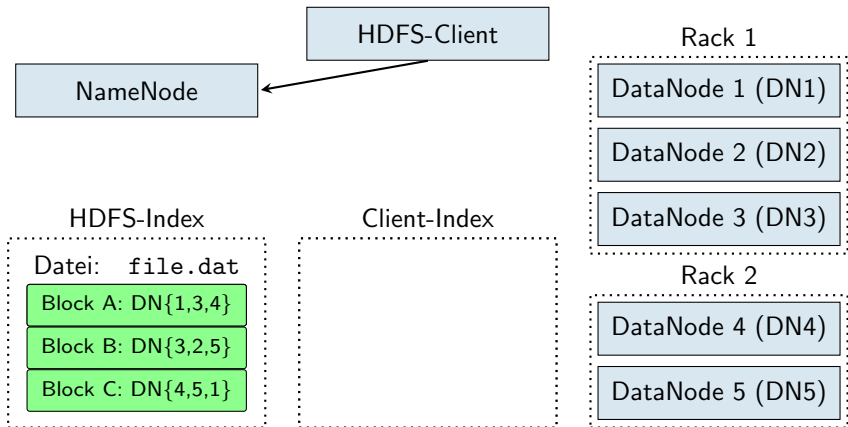 HDFS-Client
NameNode
Rack 1
DataNode 1 (DN1)
DataNode 2 (DN2)
DataNode 3 (DN3)
HDFS-Index
Datei: file.dat
Block A: DN{1,3,4}
Block B: DN{3,2,5}
Block C: DN{4,5,1}
Client-Index
Rack 2
DataNode 4 (DN4)
DataNode 5 (DN5)